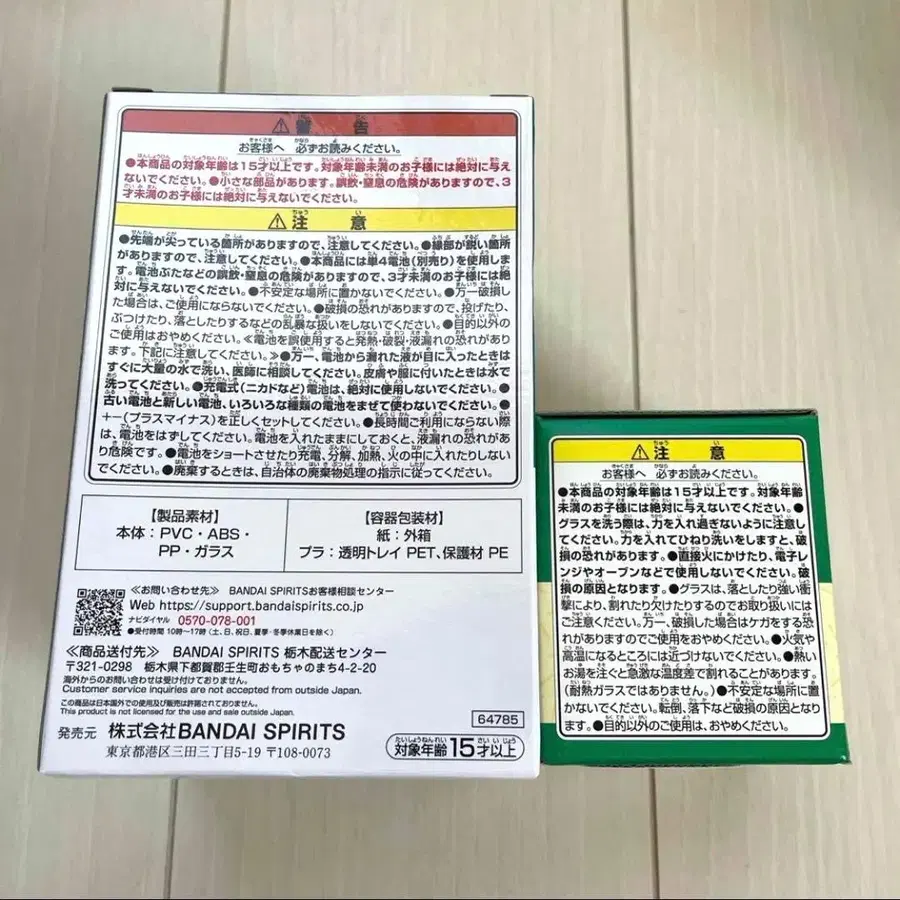 ⚠警 告
お客様へ 必ずお読みください。
●本商品の対象年齢は15才以上です。対象年齢未満のお子様には絶対に与え
ないでください。●小さな部品があります。誤飲・窒息の危険がありますので、3
才未満のお子様には絶対に与えないでください。
⚠注 意
●先端が尖っている箇所がありますので、注意してください。●縁部が鋭い箇所
がありますので、注意してください。●本商品には単4電池(別売り)を使用しま
す。電池ぶたなどの誤飲・窒息の危険がありますので、3才未満のお子様には絶
対に与えないでください。●不安定な場所に置かないでください。●万一破損し
た場合は、ご使用にならないでください。●破損の恐れがありますので、投げたり、
ぶつけたり、落としたりするなどの乱暴な扱いをしないでください。●目的以外の
ご使用はおやめください。≪電池を誤使用すると発熱・破裂・液漏れの恐れがあり
ます。下記に注意してください。≫●万一、電池から漏れた液が目に入ったときは
すぐに大量の水で洗い、医師に相談してください。皮膚や服に付いたときは水で
洗ってください。●充電式(ニカドなど)電池は、絶対に使用しないでください。●
古い電池と新しい電池、いろいろな種類の電池をまぜて使わないでください。●
+−(プラスマイナス)を正しくセットしてください。●長時間ご利用にならない際
は、電池をはずしてください。電池を入れたままにしておくと、液漏れの恐れがあ
り危険です。●電池をショートさせたり充電、分解、加熱、火の中に入れたりしない
でください。●廃棄するときは、自治体の廃棄物処理の指示に従ってください。
【製品素材】
本体:PVC・ABS・
PP・ガラス
【容器包装材】
紙:外箱
プラ:透明トレイ PET、保護材 PE
≪お問い合わせ先≫ BANDAI SPIRITSお客様相談センター
Web https://support.bandaispirits.co.jp
ナビダイヤル 0570-078-001
●受付時間 10時〜17時(土、日、祝日、夏季・冬季休業日を除く)
≪商品送付先≫ BANDAI SPIRITS 栃木配送センター
〒321-0298 栃木県下都賀郡壬生町おもちゃのまち4-2-20
海外からのお問い合わせは受け付けておりません。
Customer service inquiries are not accepted from outside Japan.
この商品は日本国外での使用及び販売は許諾されておりません。
This product is not licensed for the use and sale outside Japan.
64785
発売元 株式会社BANDAI SPIRITS
東京都港区三田三丁目5-19 〒108-0073
対象年齢15才以上
⚠注 意
お客様へ 必ずお読みください。
●本商品の対象年齢は15才以上です。対象年齢
未満のお子様には絶対に与えないでください。●
グラスを洗う際は、力を入れ過ぎないように注意し
てください。力を入れてひねり洗いをしますと、破
損の恐れがあります。●直接火にかけたり、電子レ
ンジやオーブンなどで使用しないでください。破
損の原因となります。●グラスは、落としたり強い衝
撃により、割れたり欠けたりするのでお取り扱いには
ご注意ください。万一、破損した場合はケガをする恐
れがありますのでご使用をおやめください。●火気や
高温になるところには近づけないでください。●熱い
お湯を注ぐと急激な温度差で割れることがあります。
(耐熱ガラスではありません。)●不安定な場所に置
かないでください。転倒、落下など破損の原因となり
ます。●目的以外のご使用は、おやめください。